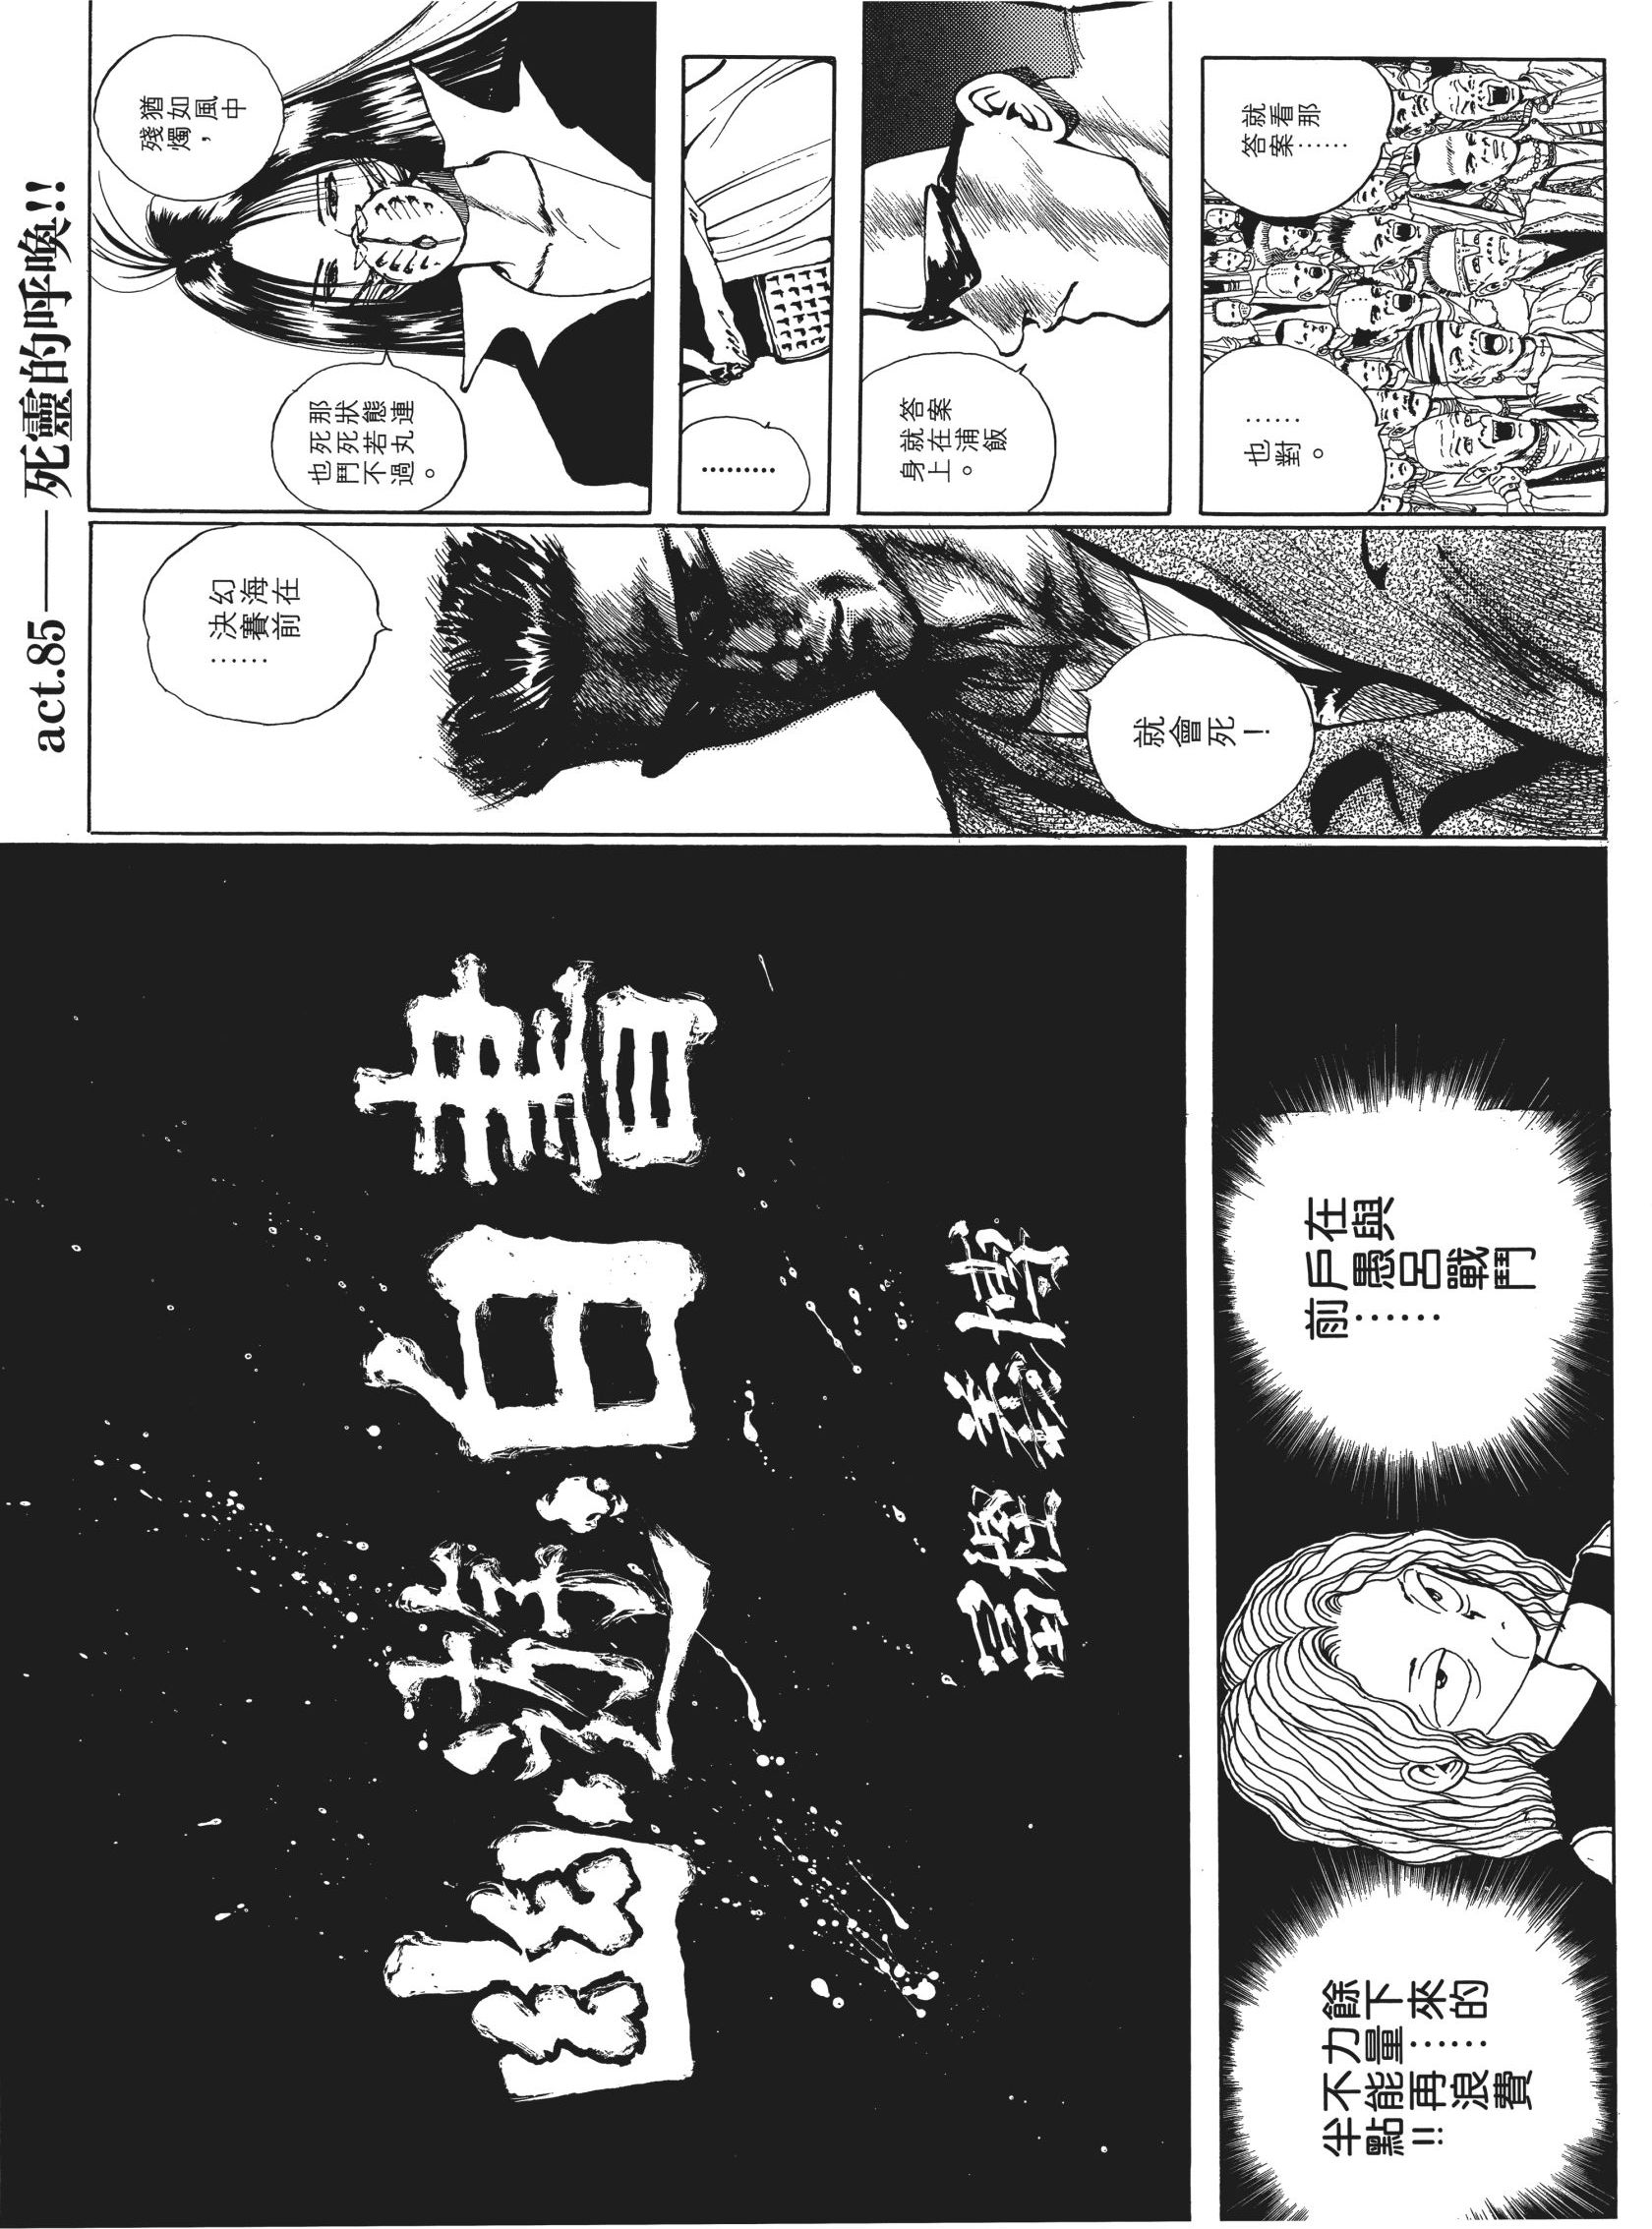 act.85——死靈的呼喚!!
猶如風中
殘燭，
那狀態連
死死若丸
也鬥不過。
…………
答案
就在浦飯
身上。
就看那
答案……
……
也對。
幻海在
決賽前
……
就會死！
幽・遊・白書
冨樫義博
在與
戶愚呂戰鬥
前……
餘下來的
力量……
不能再浪費
半點!!